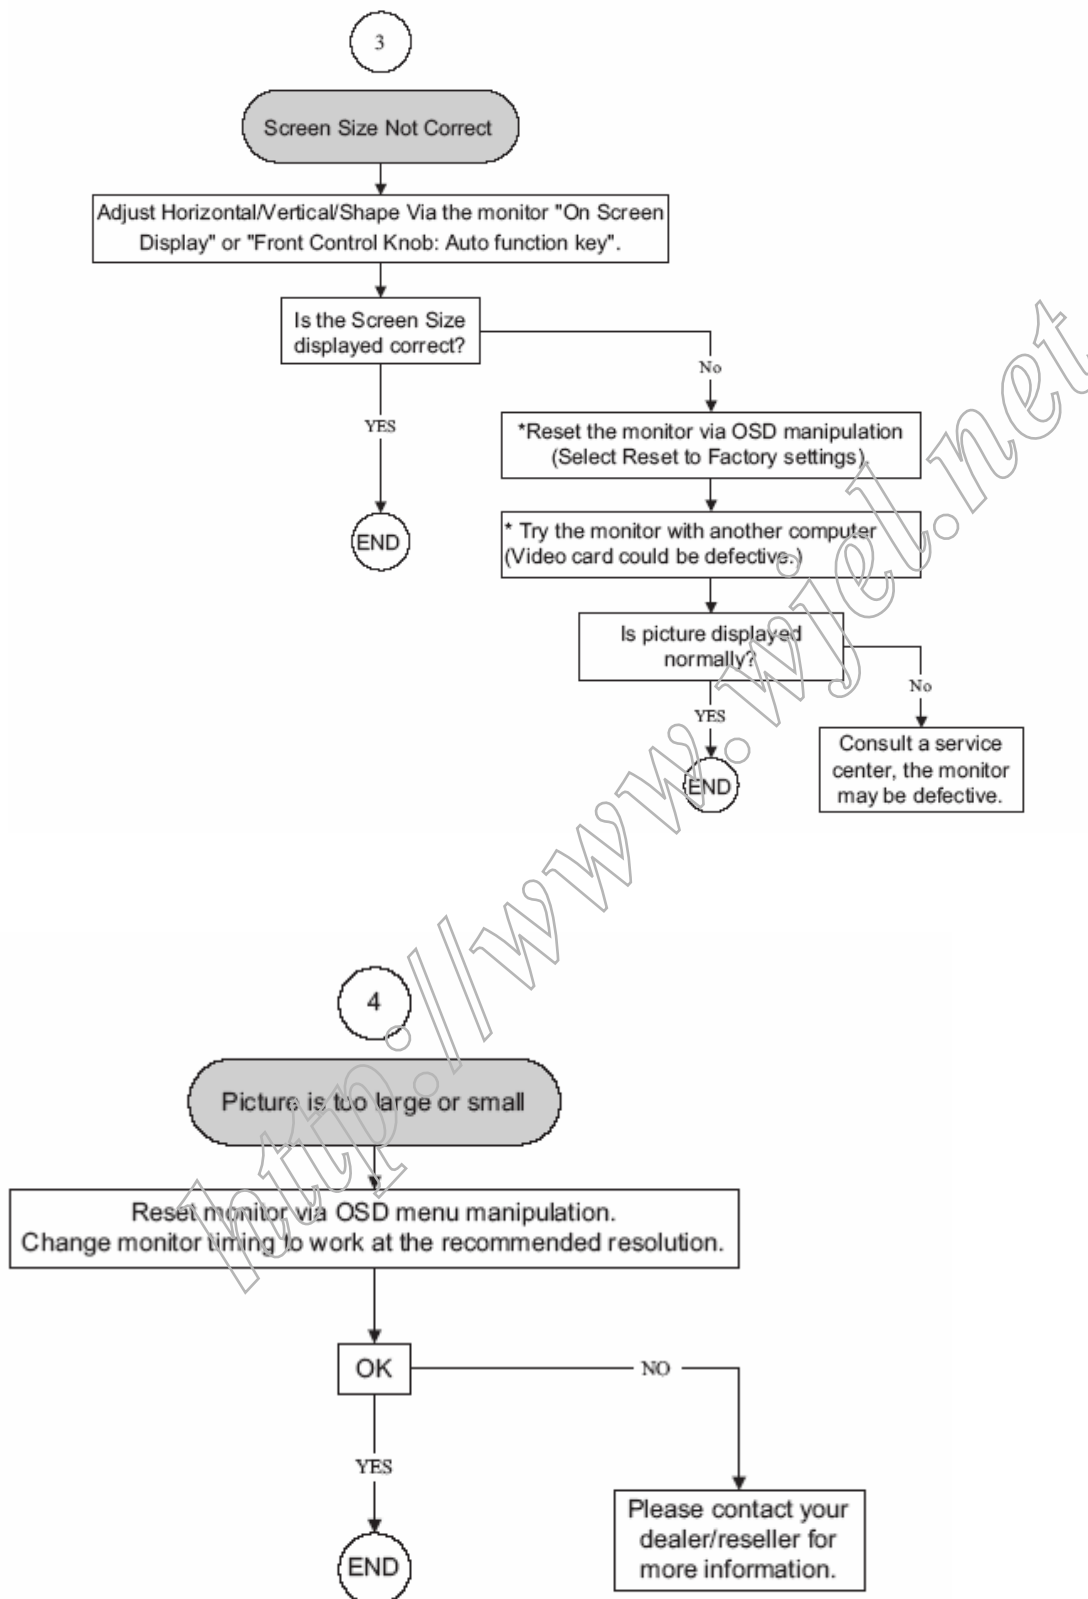 3
Screen Size Not Correct
Adjust Horizontal/Vertical/Shape Via the monitor "On Screen
Display" or "Front Control Knob: Auto function key".
Is the Screen Size
displayed correct?
No
YES
*Reset the monitor via OSD manipulation
(Select Reset to Factory settings).
END
* Try the monitor with another computer
(Video card could be defective.)
Is picture displayed
normally?
No
YES
Consult a service
center, the monitor
may be defective.
END
4
Picture is too large or small
Reset monitor via OSD menu manipulation.
Change monitor timing to work at the recommended resolution.
OK
NO
YES
Please contact your
dealer/reseller for
more information.
END
http://www.wjel.net